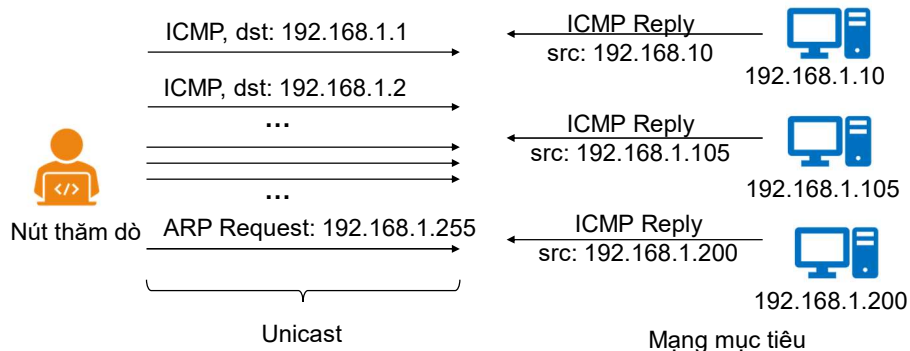 ICMP, dst: 192.168.1.1
ICMP, dst: 192.168.1.2
...
...
ARP Request: 192.168.1.255
Nút thăm dò
Unicast
ICMP Reply
src: 192.168.10
192.168.1.10
ICMP Reply
src: 192.168.1.105
192.168.1.105
ICMP Reply
src: 192.168.1.200
192.168.1.200
Mạng mục tiêu